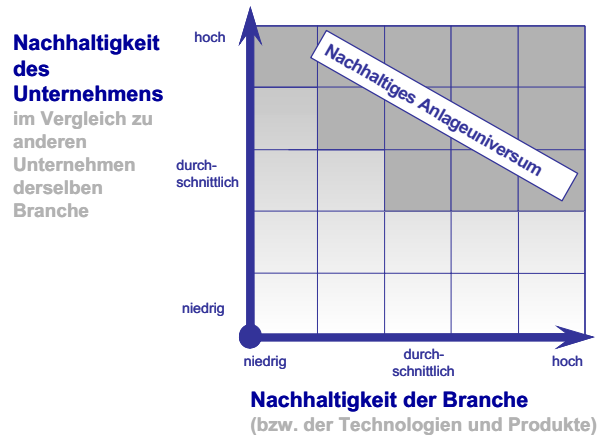 Nachhaltigkeit
des
Unternehmens
im Vergleich zu
anderen
Unternehmen
derselben
Branche
hoch
durch-
schnittlich
niedrig
Nachhaltiges Anlageuniversum
niedrig
durch-
schnittlich
hoch
Nachhaltigkeit der Branche
(bzw. der Technologien und Produkte)